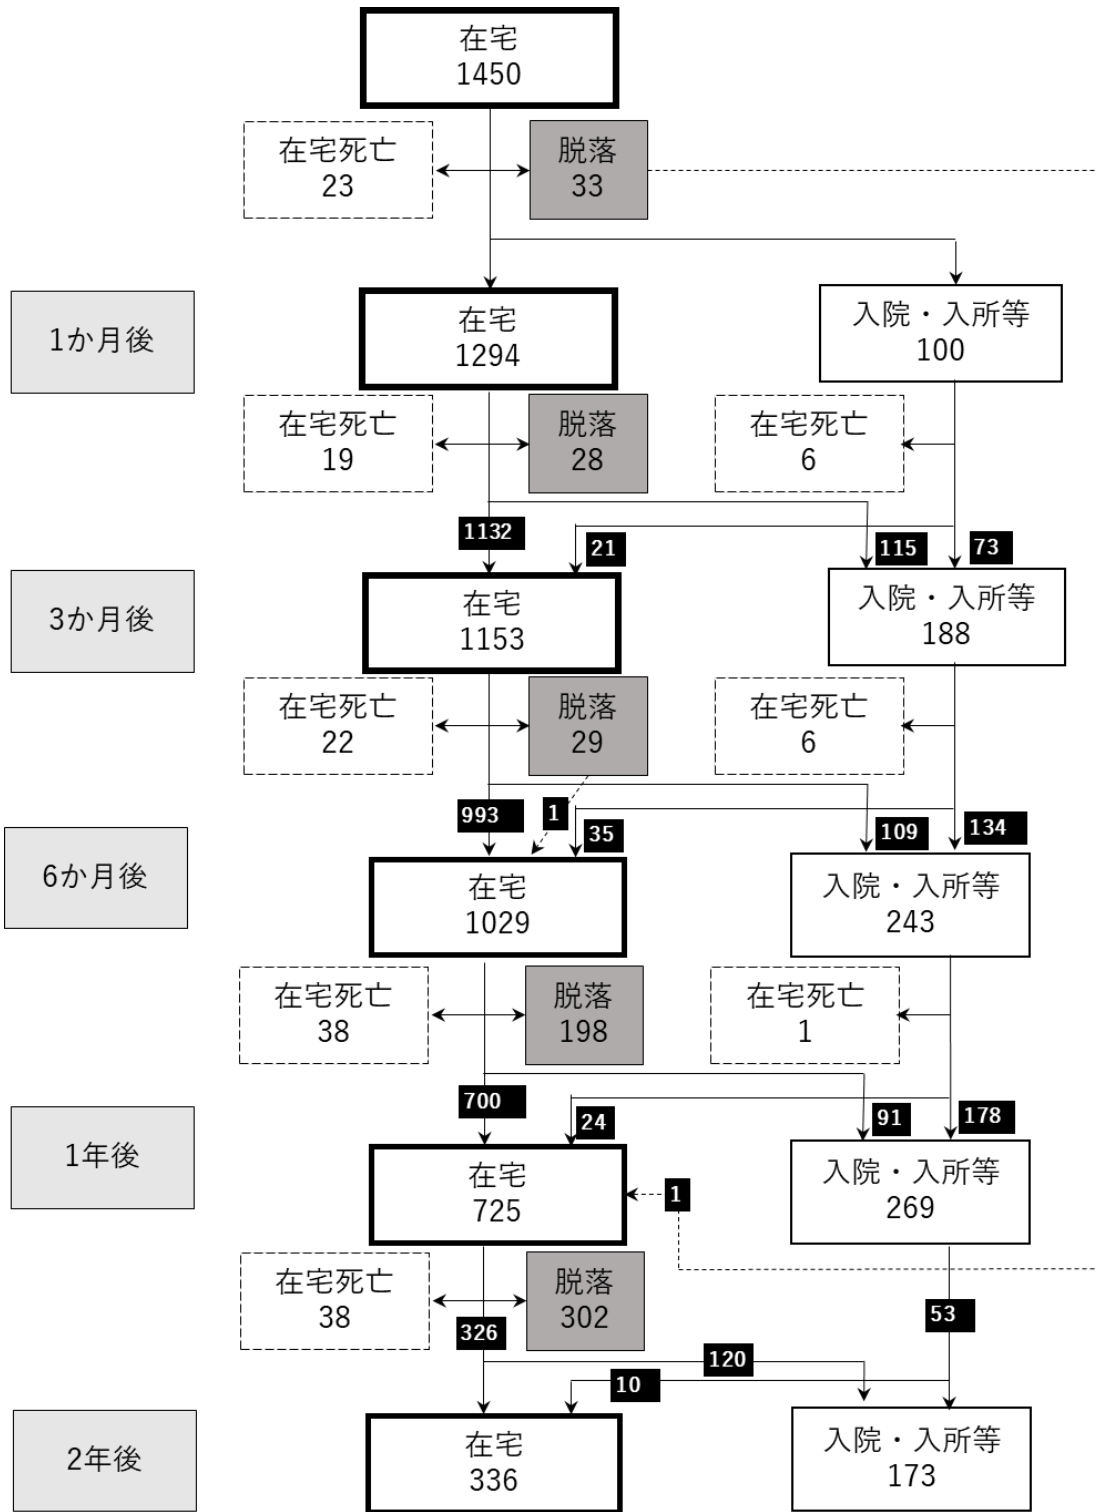 在宅
1450
在宅死亡
23
脱落
33
1か月後
在宅
1294
入院・入所等
100
在宅死亡
19
脱落
28
在宅死亡
6
1132
21
115
73
3か月後
在宅
1153
入院・入所等
188
在宅死亡
22
脱落
29
在宅死亡
6
993
1
35
109
134
6か月後
在宅
1029
入院・入所等
243
在宅死亡
38
脱落
198
在宅死亡
1
700
24
91
178
1年後
在宅
725
1
入院・入所等
269
在宅死亡
38
脱落
302
53
326
120
10
2年後
在宅
336
入院・入所等
173